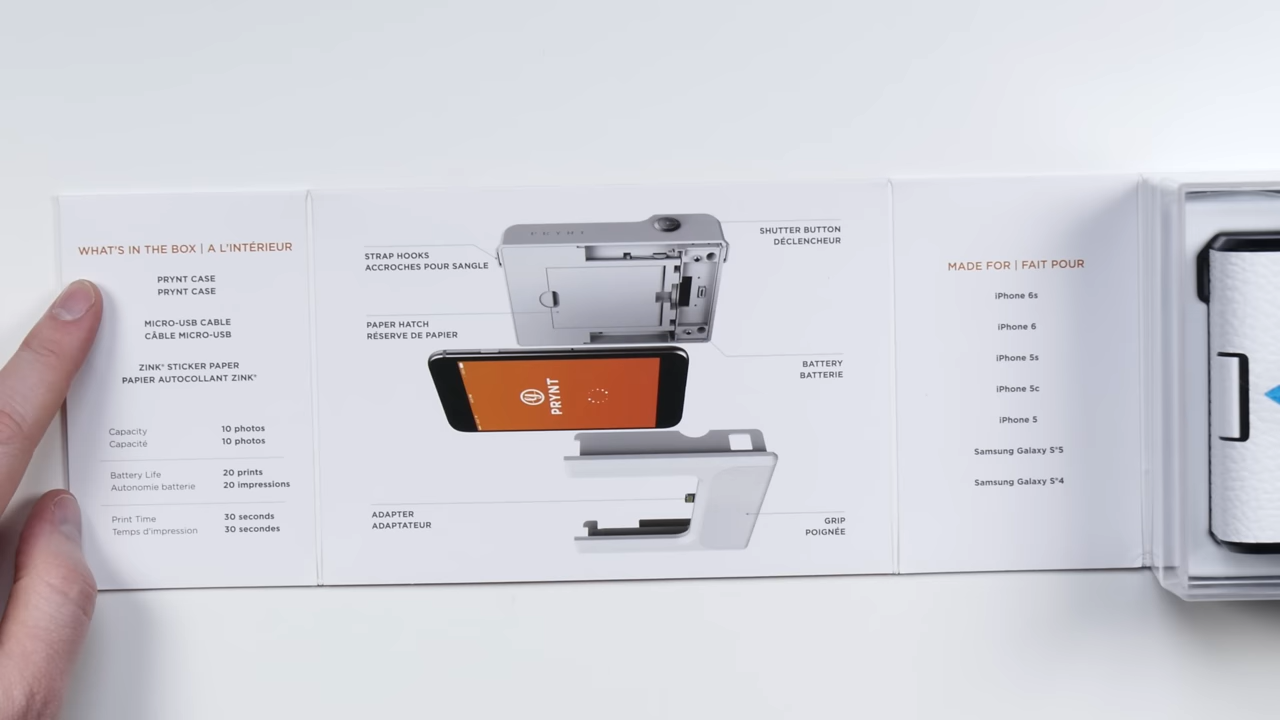 WHAT'S IN THE BOX | A L'INTÉRIEUR
PRYNT CASE
PRYNT CASE
MICRO-USB CABLE
CÂBLE MICRO-USB
ZINK® STICKER PAPER
PAPIER AUTOCOLLANT ZINK®
Capacity 10 photos
Capacité 10 photos
Battery Life 20 prints
Autonomie batterie 20 impressions
Print Time 30 seconds
Temps d'impression 30 secondes
STRAP HOOKS
ACCROCHES POUR SANGLE
PAPER HATCH
RÉSERVE DE PAPIER
ADAPTER
ADAPTATEUR
PRYNT
PRYNT
SHUTTER BUTTON
DÉCLENCHEUR
BATTERY
BATTERIE
GRIP
POIGNÉE
MADE FOR | FAIT POUR
iPhone 6s
iPhone 6
iPhone 5s
iPhone 5c
iPhone 5
Samsung Galaxy S®5
Samsung Galaxy S®4